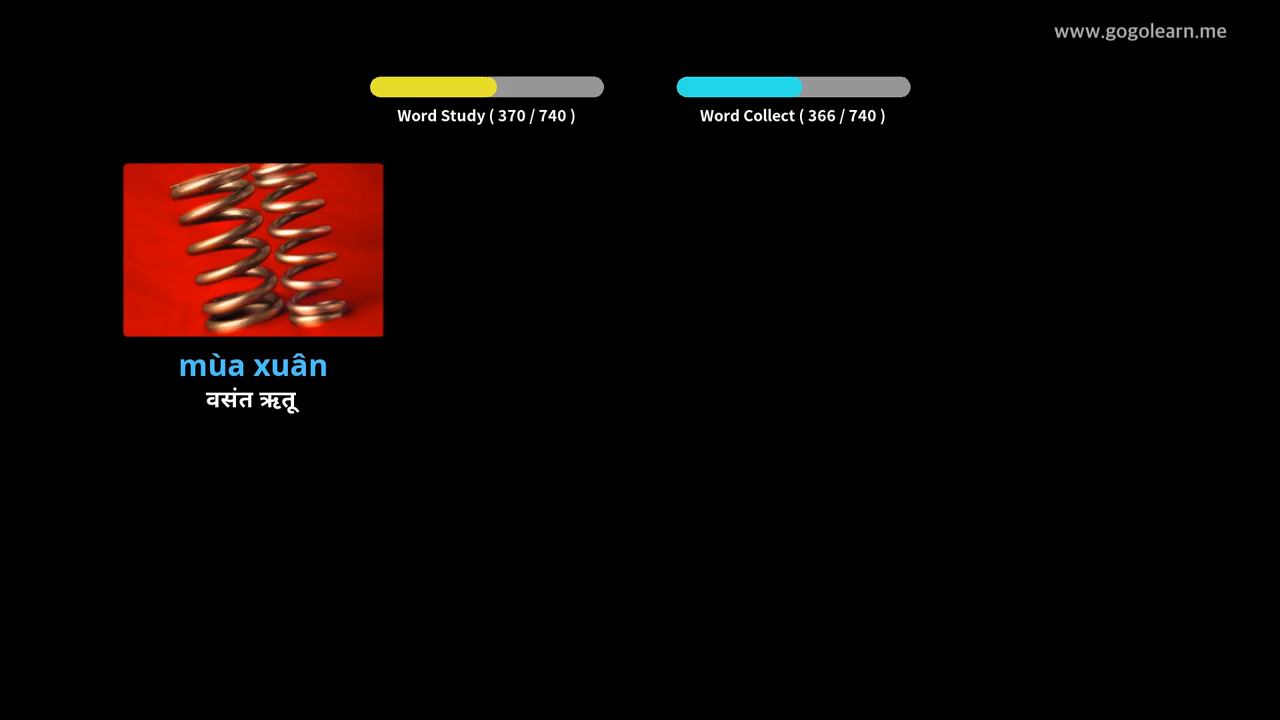 www.gogolearn.me
Word Study ( 370 / 740 )
Word Collect ( 366 / 740 )
mùa xuân
वसंत ऋतू